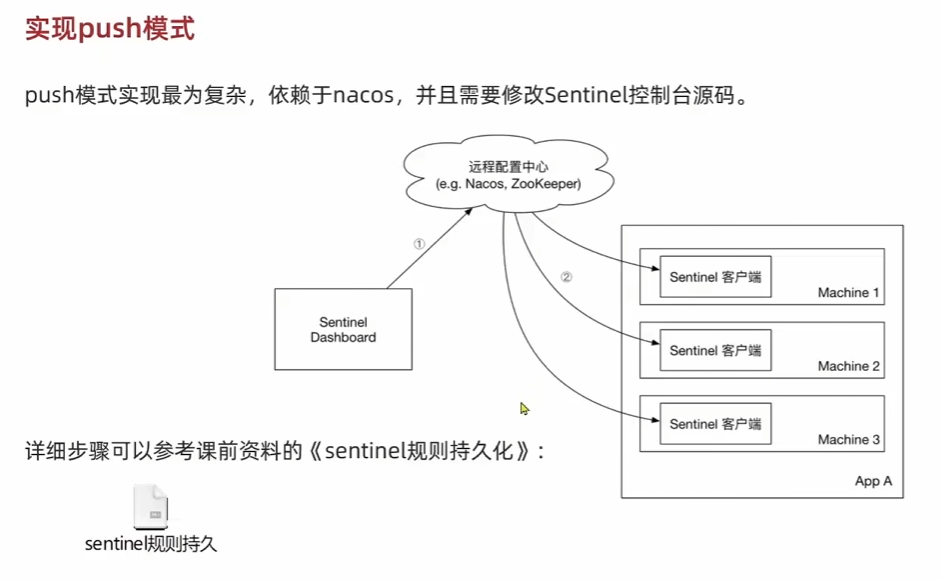 实现push模式
push模式实现最为复杂，依赖于nacos，并且需要修改Sentinel控制台源码。
远程配置中心
(e.g. Nacos, ZooKeeper)
①
②
Sentinel 客户端
Machine 1
Sentinel
Dashboard
Sentinel 客户端
Machine 2
Sentinel 客户端
Machine 3
详细步骤可以参考课前资料的《sentinel规则持久化》：
App A
sentinel规则持久